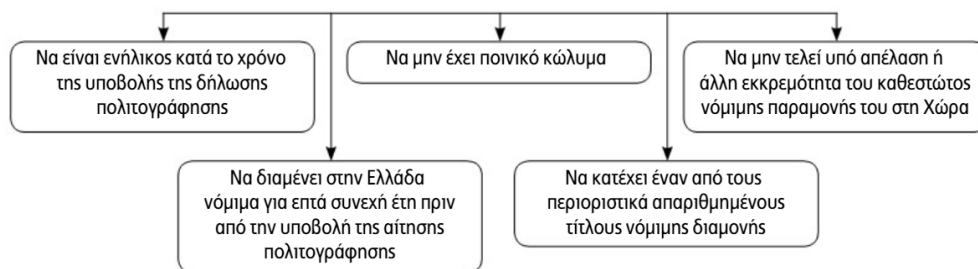 Να είναι ενήλικος κατά το χρόνο
της υποβολής της δήλωσης
πολιτογράφησης
Να μην έχει ποινικό κώλυμα
Να μην τελεί υπό απέλαση ή
άλλη εκκρεμότητα του καθεστώτος
νόμιμης παραμονής του στη Χώρα
Να διαμένει στην Ελλάδα
νόμιμα για επτά συνεχή έτη πριν
από την υποβολή της αίτησης
πολιτογράφησης
Να κατέχει έναν από τους
περιοριστικά απαριθμημένους
τίτλους νόμιμης διαμονής